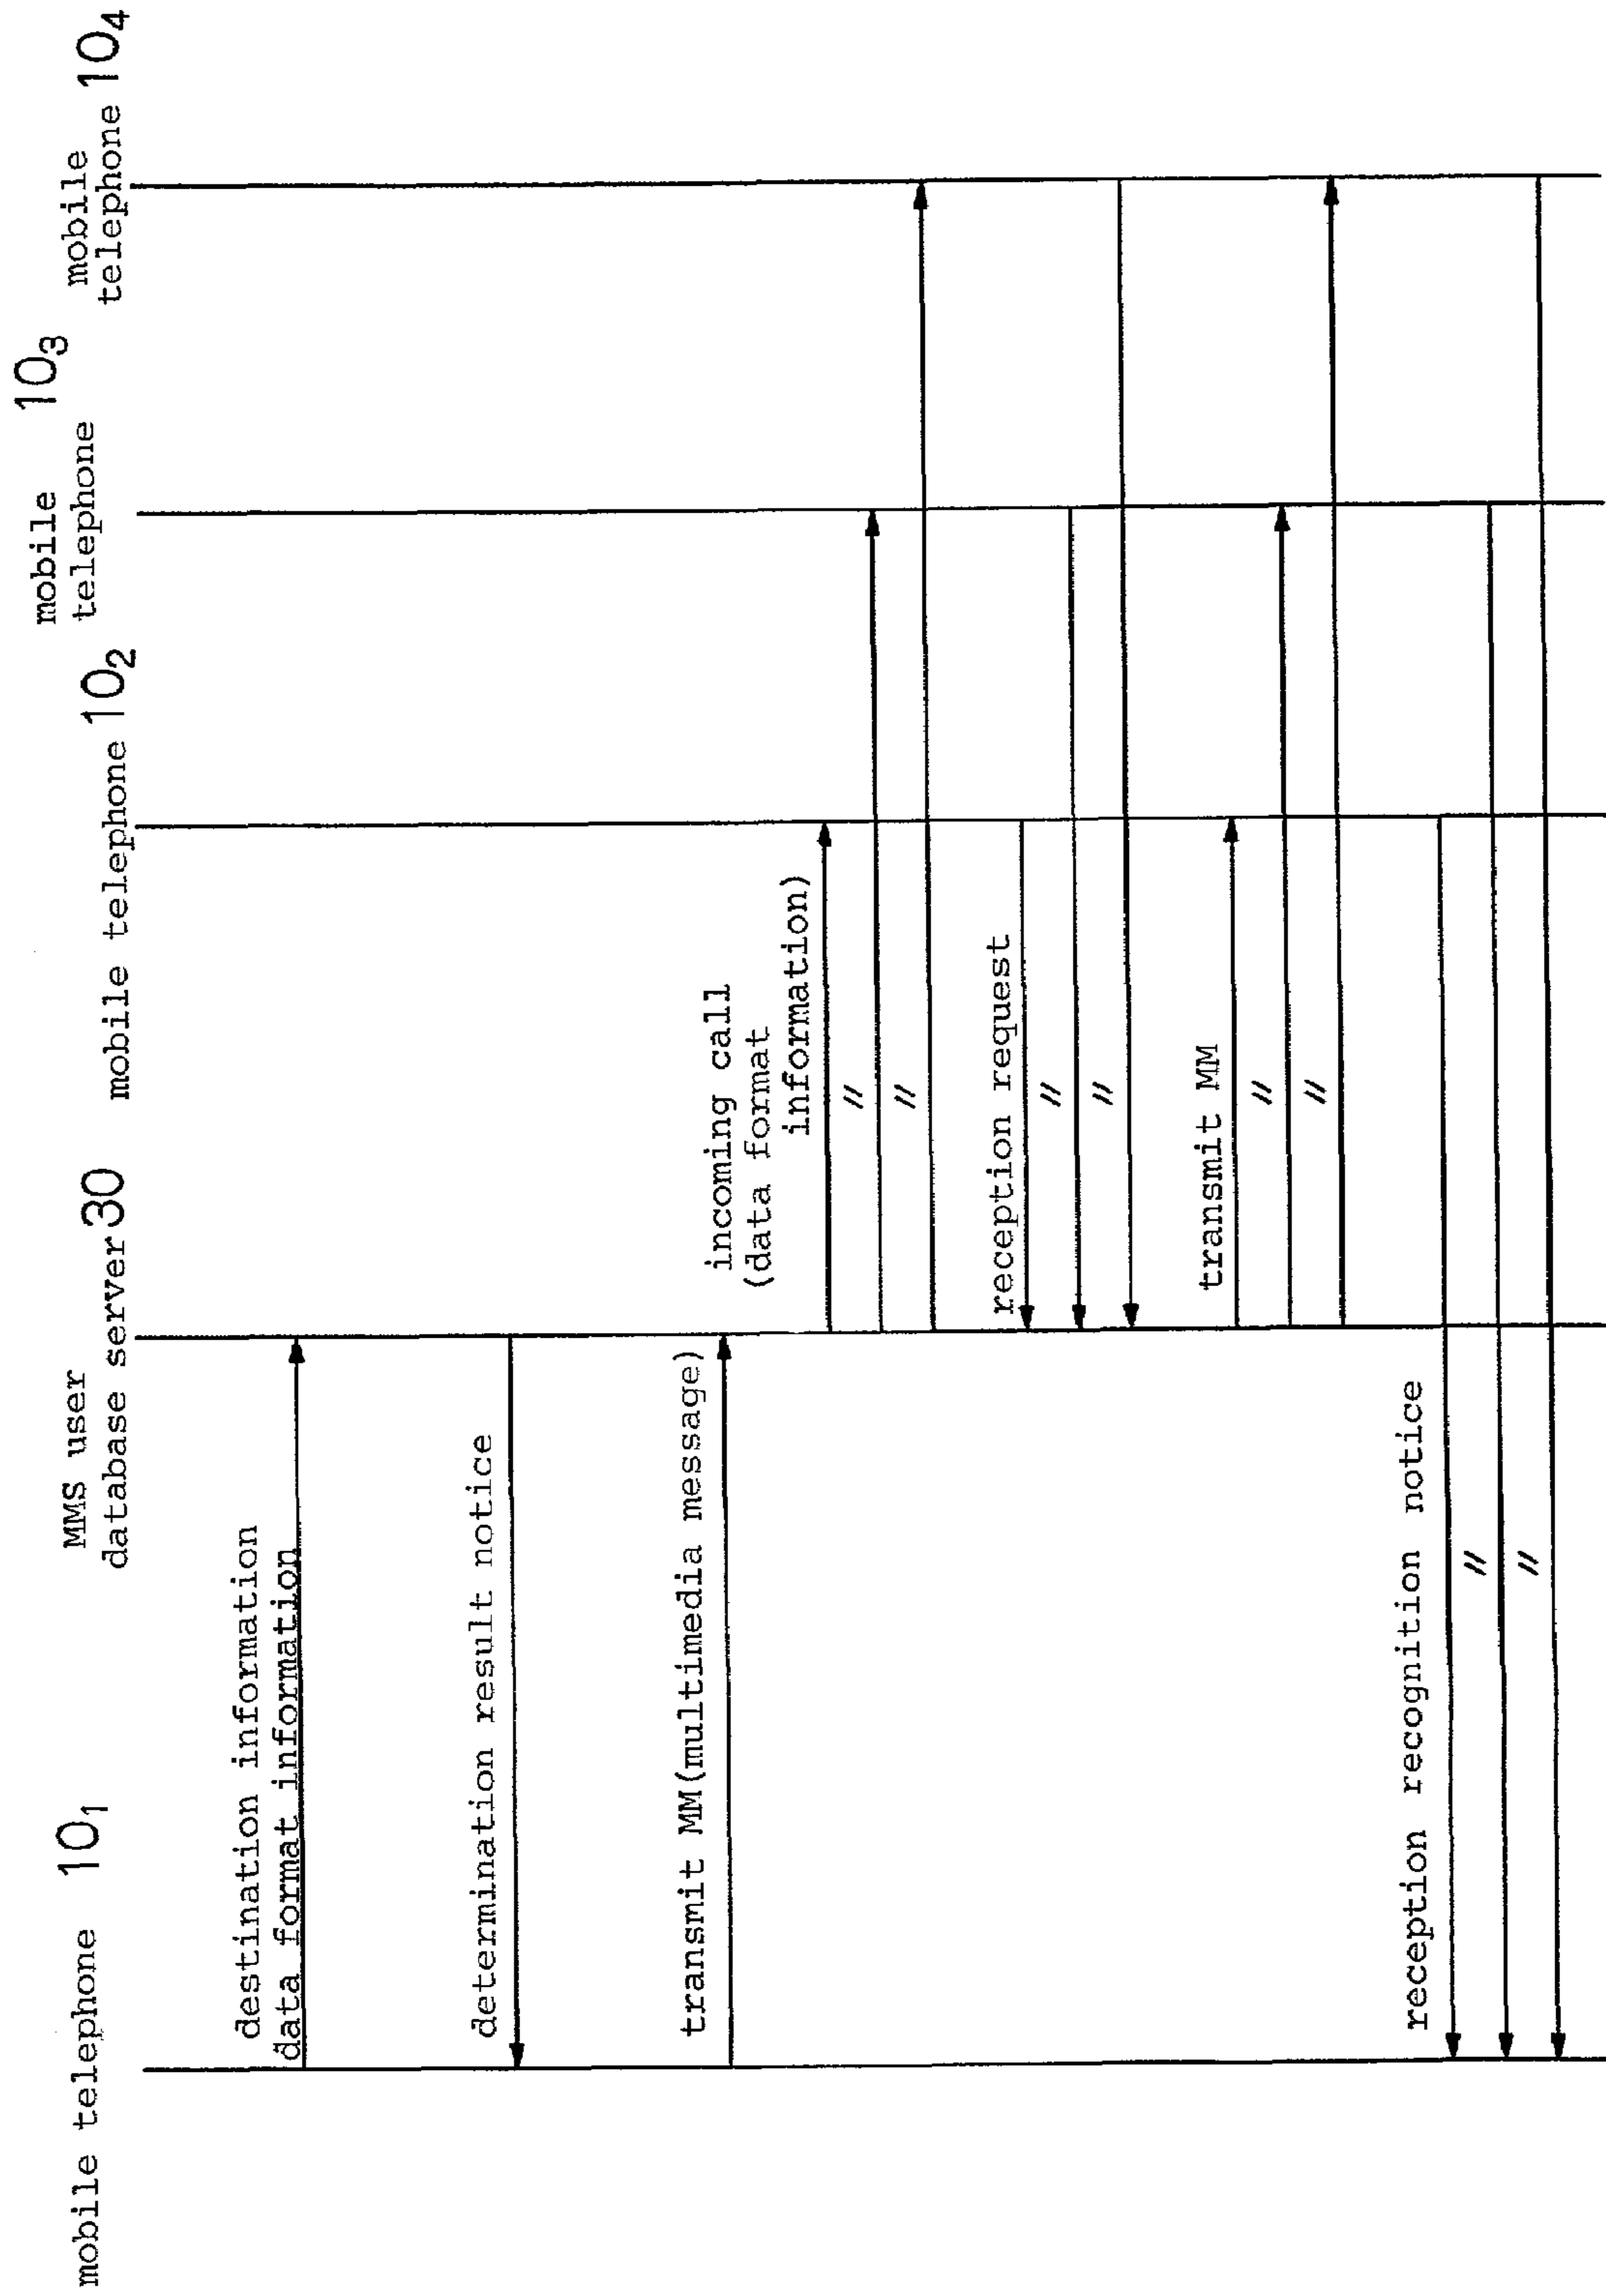 mobile telephone 10₁
MMS user
database server 30
mobile telephone 10₂
mobile 10₃
telephone
mobile
telephone 10₄
destination information
data format information
determination result notice
transmit MM(multimedia message)
incoming call
(data format
information)
〃
〃
reception request
〃
〃
transmit MM
〃
〃
reception recognition notice
〃
〃